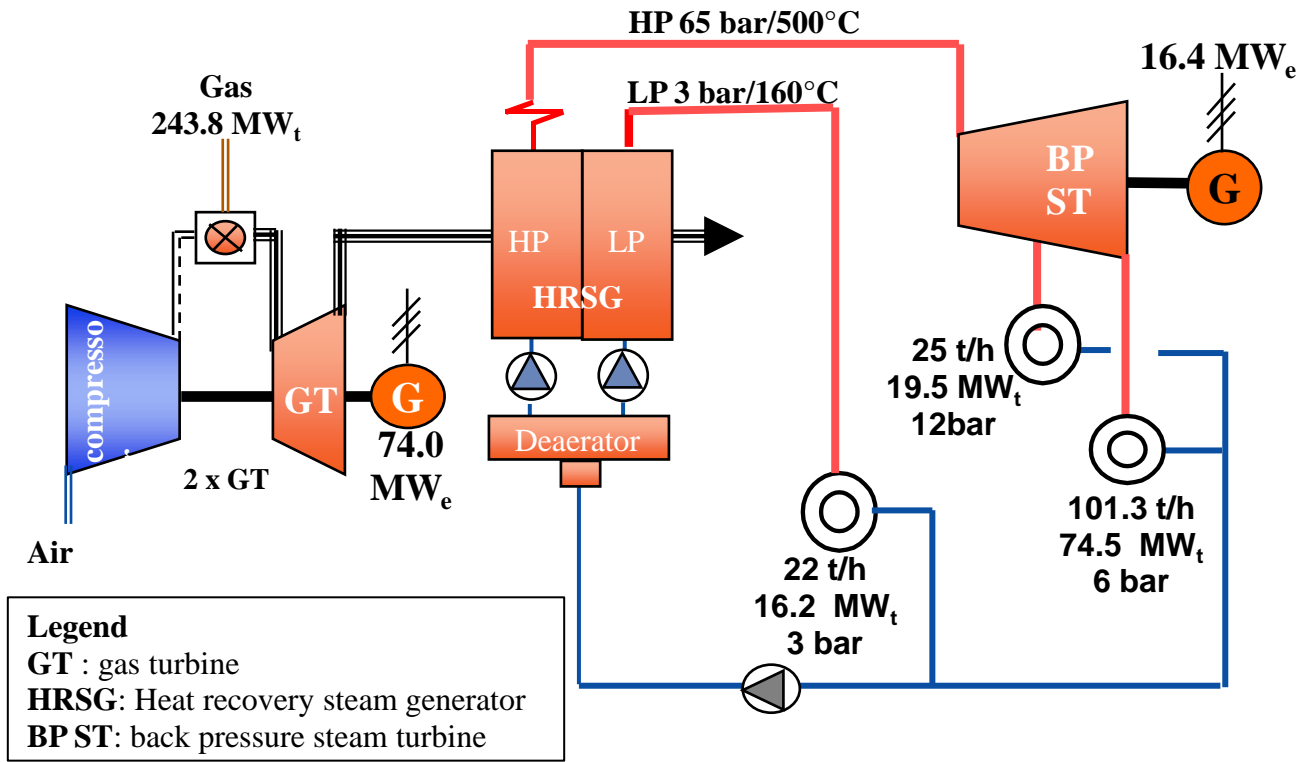 HP 65 bar/500°C
16.4 MWₑ
Gas
243.8 MWₜ
LP 3 bar/160°C
BP
ST
G
HP
LP
HRSG
compresso
GT
G
74.0
MWₑ
2 x GT
Deaerator
25 t/h
19.5 MWₜ
12bar
101.3 t/h
74.5 MWₜ
6 bar
22 t/h
16.2 MWₜ
3 bar
Air
Legend
GT : gas turbine
HRSG: Heat recovery steam generator
BP ST: back pressure steam turbine